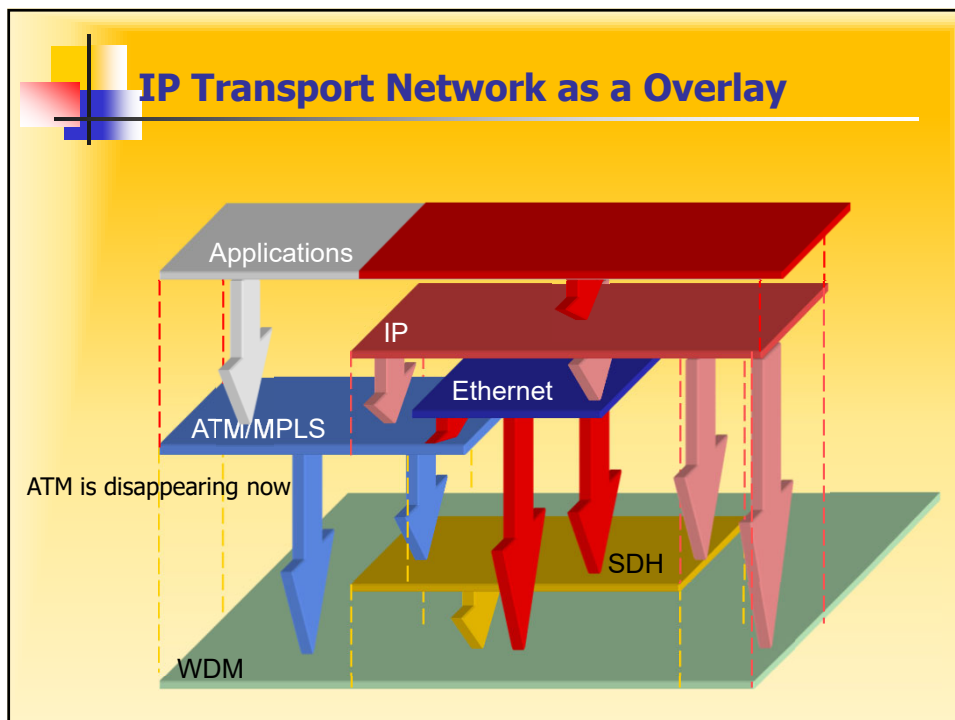 IP Transport Network as a Overlay
Applications
IP
Ethernet
ATM/MPLS
ATM is disappearing now
SDH
WDM